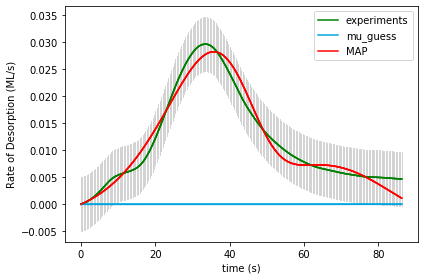 0.035
0.030
0.025
0.020
0.015
0.010
0.005
0.000
−0.005
Rate of Desorption (ML/s)
experiments
mu_guess
MAP
0 20 40 60 80
time (s)